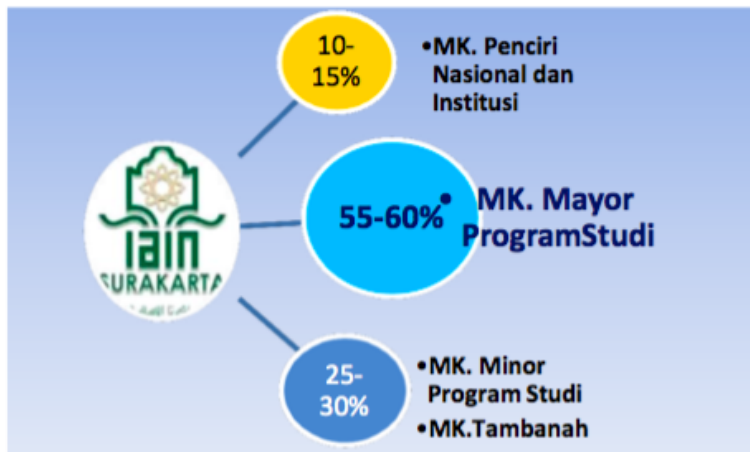 10-
15%
•MK. Penciri
Nasional dan
Institusi
iain
SURAKARTA
55-60%
• MK. Mayor
ProgramStudi
25-
30%
•MK. Minor
Program Studi
•MK.Tambanah